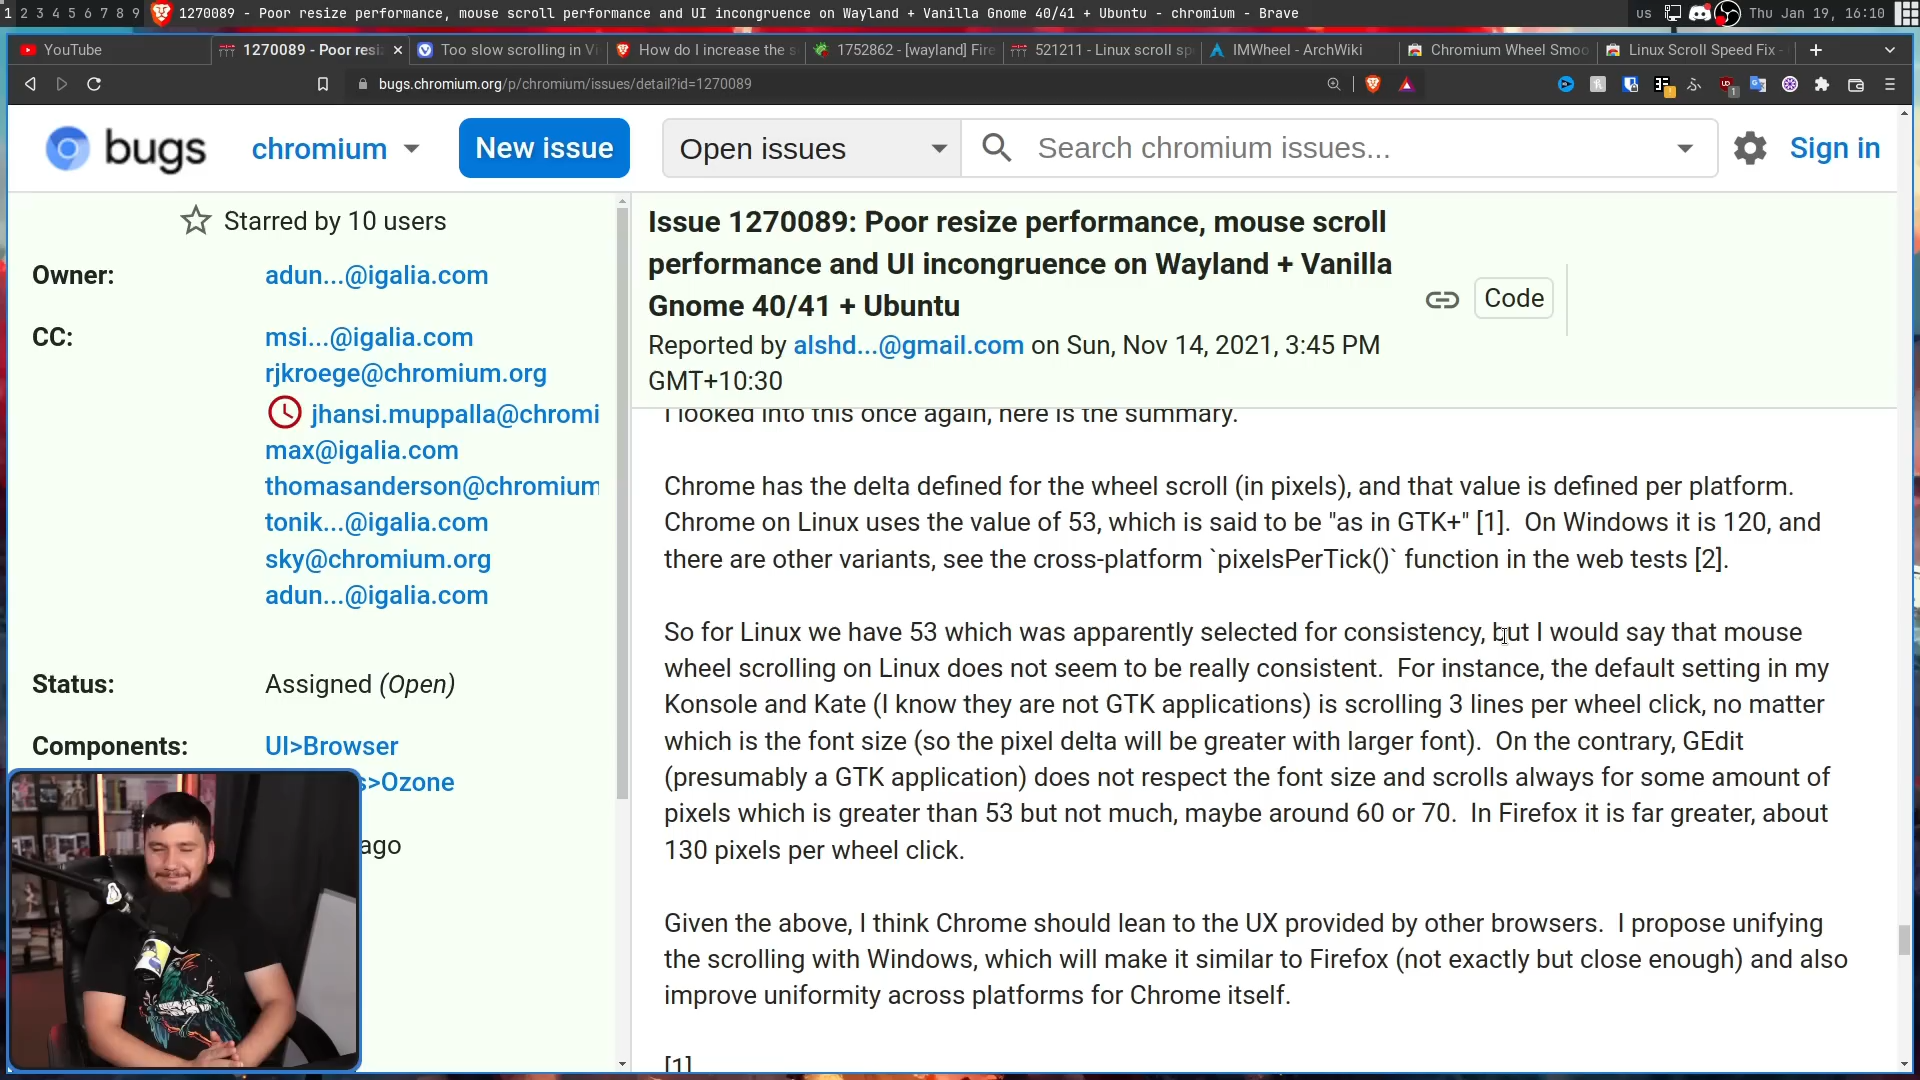 1 2 3 4 5 6 7 8 9 1270089 - Poor resize performance, mouse scroll performance and UI incongruence on Wayland + Vanilla Gnome 40/41 + Ubuntu - chromium - Brave us Thu Jan 19, 16:10
YouTube 1270089 - Poor resi Too slow scrolling in Vi How do I increase the s 1752862 - [wayland] Fire 521211 - Linux scroll sp IMWheel - ArchWiki Chromium Wheel Smoo Linux Scroll Speed Fix -
bugs.chromium.org/p/chromium/issues/detail?id=1270089
bugs chromium New issue Open issues Search chromium issues... Sign in
Starred by 10 users
Owner: adun...@igalia.com
CC: msi...@igalia.com
rjkroege@chromium.org
jhansi.muppalla@chromi
max@igalia.com
thomasanderson@chromium
tonik...@igalia.com
sky@chromium.org
adun...@igalia.com
Status: Assigned (Open)
Components: UI>Browser
s>Ozone
ago
Issue 1270089: Poor resize performance, mouse scroll
performance and UI incongruence on Wayland + Vanilla
Gnome 40/41 + Ubuntu
Code
Reported by alshd...@gmail.com on Sun, Nov 14, 2021, 3:45 PM
GMT+10:30
I looked into this once again, here is the summary.
Chrome has the delta defined for the wheel scroll (in pixels), and that value is defined per platform.
Chrome on Linux uses the value of 53, which is said to be "as in GTK+" [1]. On Windows it is 120, and
there are other variants, see the cross-platform `pixelsPerTick()` function in the web tests [2].
So for Linux we have 53 which was apparently selected for consistency, but I would say that mouse
wheel scrolling on Linux does not seem to be really consistent. For instance, the default setting in my
Konsole and Kate (I know they are not GTK applications) is scrolling 3 lines per wheel click, no matter
which is the font size (so the pixel delta will be greater with larger font). On the contrary, GEdit
(presumably a GTK application) does not respect the font size and scrolls always for some amount of
pixels which is greater than 53 but not much, maybe around 60 or 70. In Firefox it is far greater, about
130 pixels per wheel click.
Given the above, I think Chrome should lean to the UX provided by other browsers. I propose unifying
the scrolling with Windows, which will make it similar to Firefox (not exactly but close enough) and also
improve uniformity across platforms for Chrome itself.
[1]